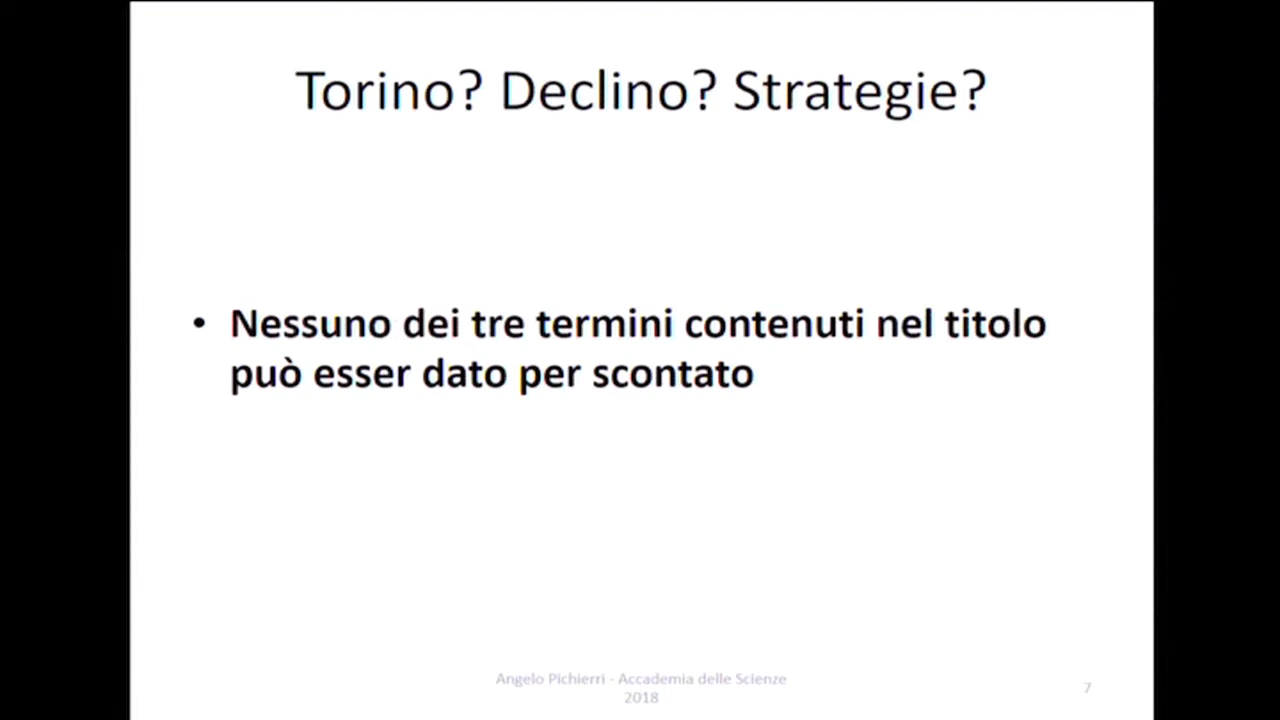 Torino? Declino? Strategie?
• Nessuno dei tre termini contenuti nel titolo
può esser dato per scontato
Angelo Pichierri - Accademia delle Scienze
2018
7